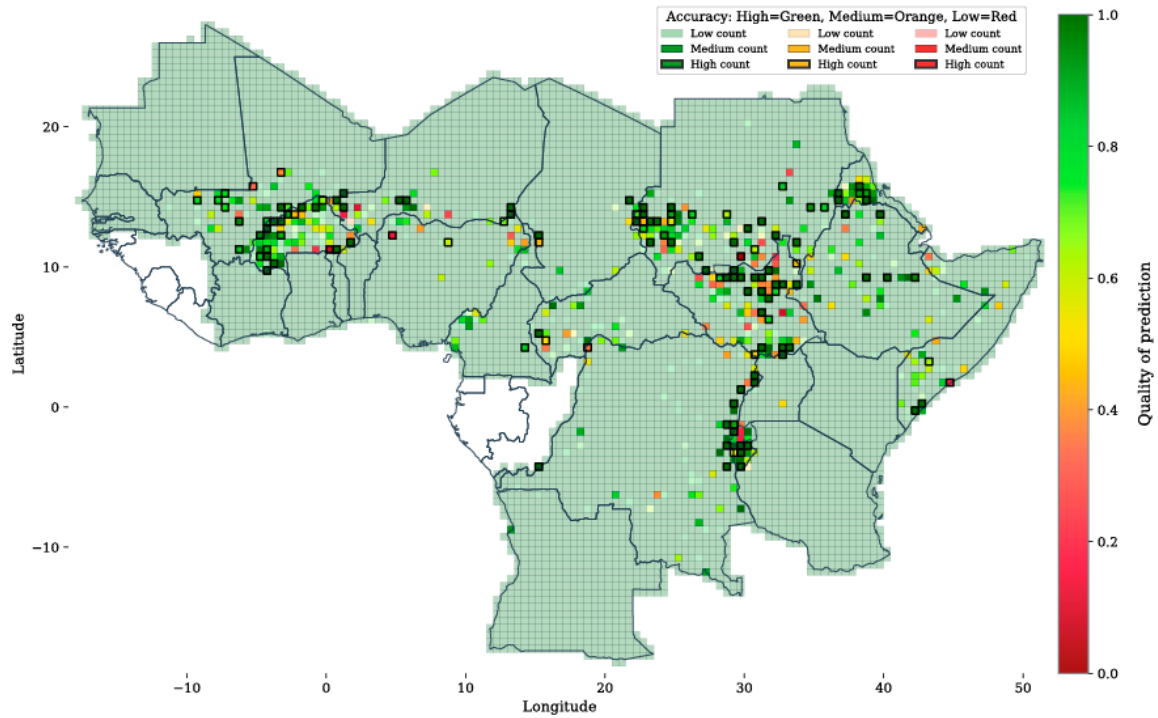 Accuracy: High=Green, Medium=Orange, Low=Red
Low count Low count Low count
Medium count Medium count Medium count
High count High count High count
20
10
0
−10
Latitude
−10 0 10 20 30 40 50
Longitude
1.0
0.8
0.6
0.4
0.2
0.0
Quality of prediction